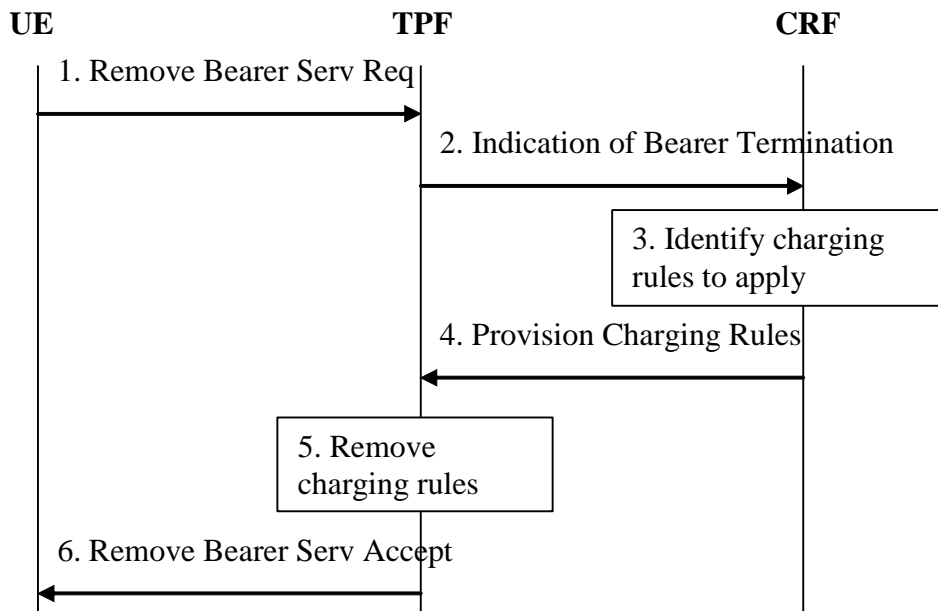 UE TPF CRF
1. Remove Bearer Serv Req
2. Indication of Bearer Termination
3. Identify charging
rules to apply
4. Provision Charging Rules
5. Remove
charging rules
6. Remove Bearer Serv Accept